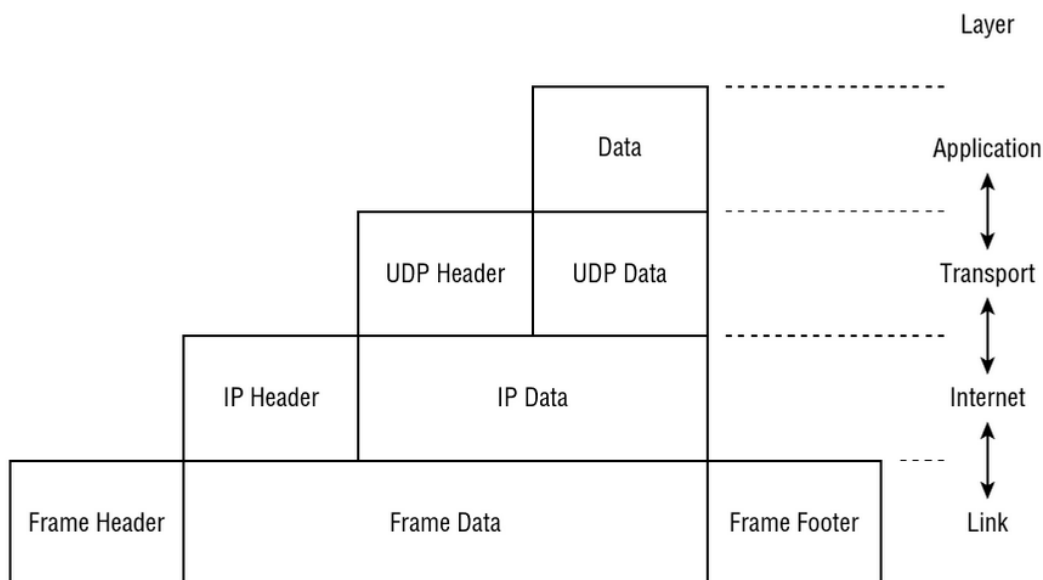 Layer
Data
Application
UDP Header
UDP Data
Transport
IP Header
IP Data
Internet
Frame Header
Frame Data
Frame Footer
Link